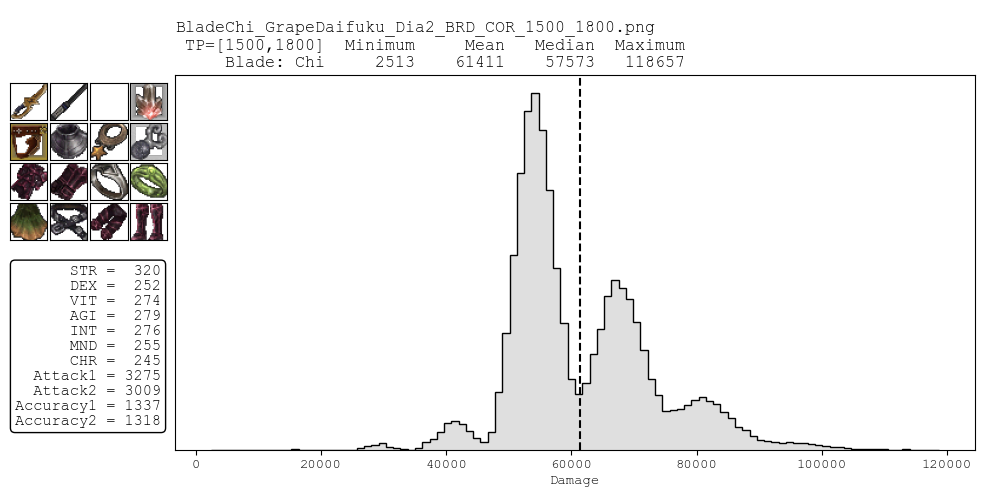 BladeChi_GrapeDaifuku_Dia2_BRD_COR_1500_1800.png
TP=[1500,1800] Minimum Mean Median Maximum
Blade: Chi 2513 61411 57573 118657
STR = 320
DEX = 252
VIT = 274
AGI = 279
INT = 276
MND = 255
CHR = 245
Attack1 = 3275
Attack2 = 3009
Accuracy1 = 1337
Accuracy2 = 1318
0 20000 40000 60000 80000 100000 120000
Damage